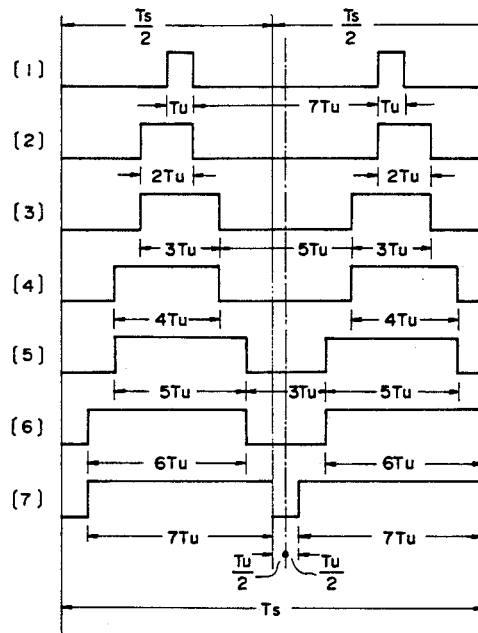 Ts/2 Ts/2
[1]
Tu 7Tu Tu
[2]
2Tu 2Tu
[3]
3Tu 5Tu 3Tu
[4]
4Tu 4Tu
[5]
5Tu 3Tu 5Tu
[6]
6Tu 6Tu
[7]
7Tu 7Tu
Tu/2 Tu/2
Ts